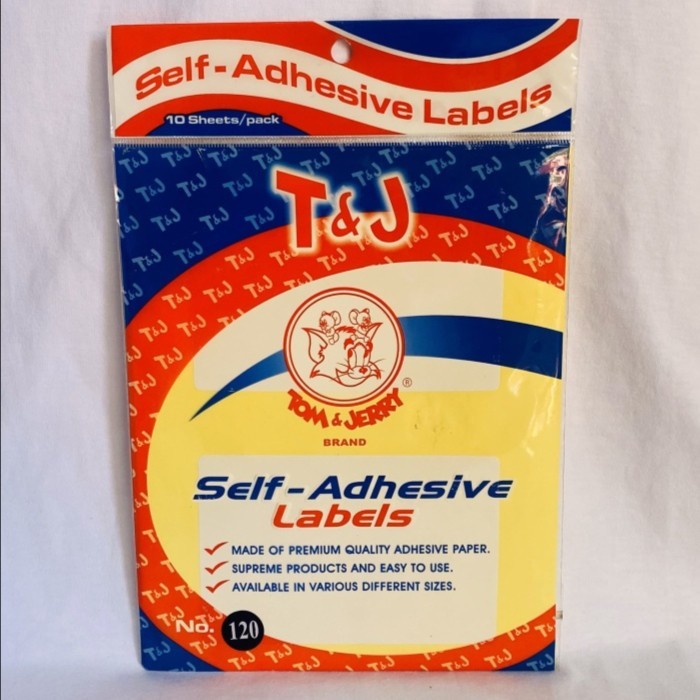 Self-Adhesive Labels
10 Sheets/pack
T&J
TOM & JERRY
®
BRAND
Self-Adhesive
Labels
MADE OF PREMIUM QUALITY ADHESIVE PAPER.
SUPREME PRODUCTS AND EASY TO USE.
AVAILABLE IN VARIOUS DIFFERENT SIZES.
No. 120